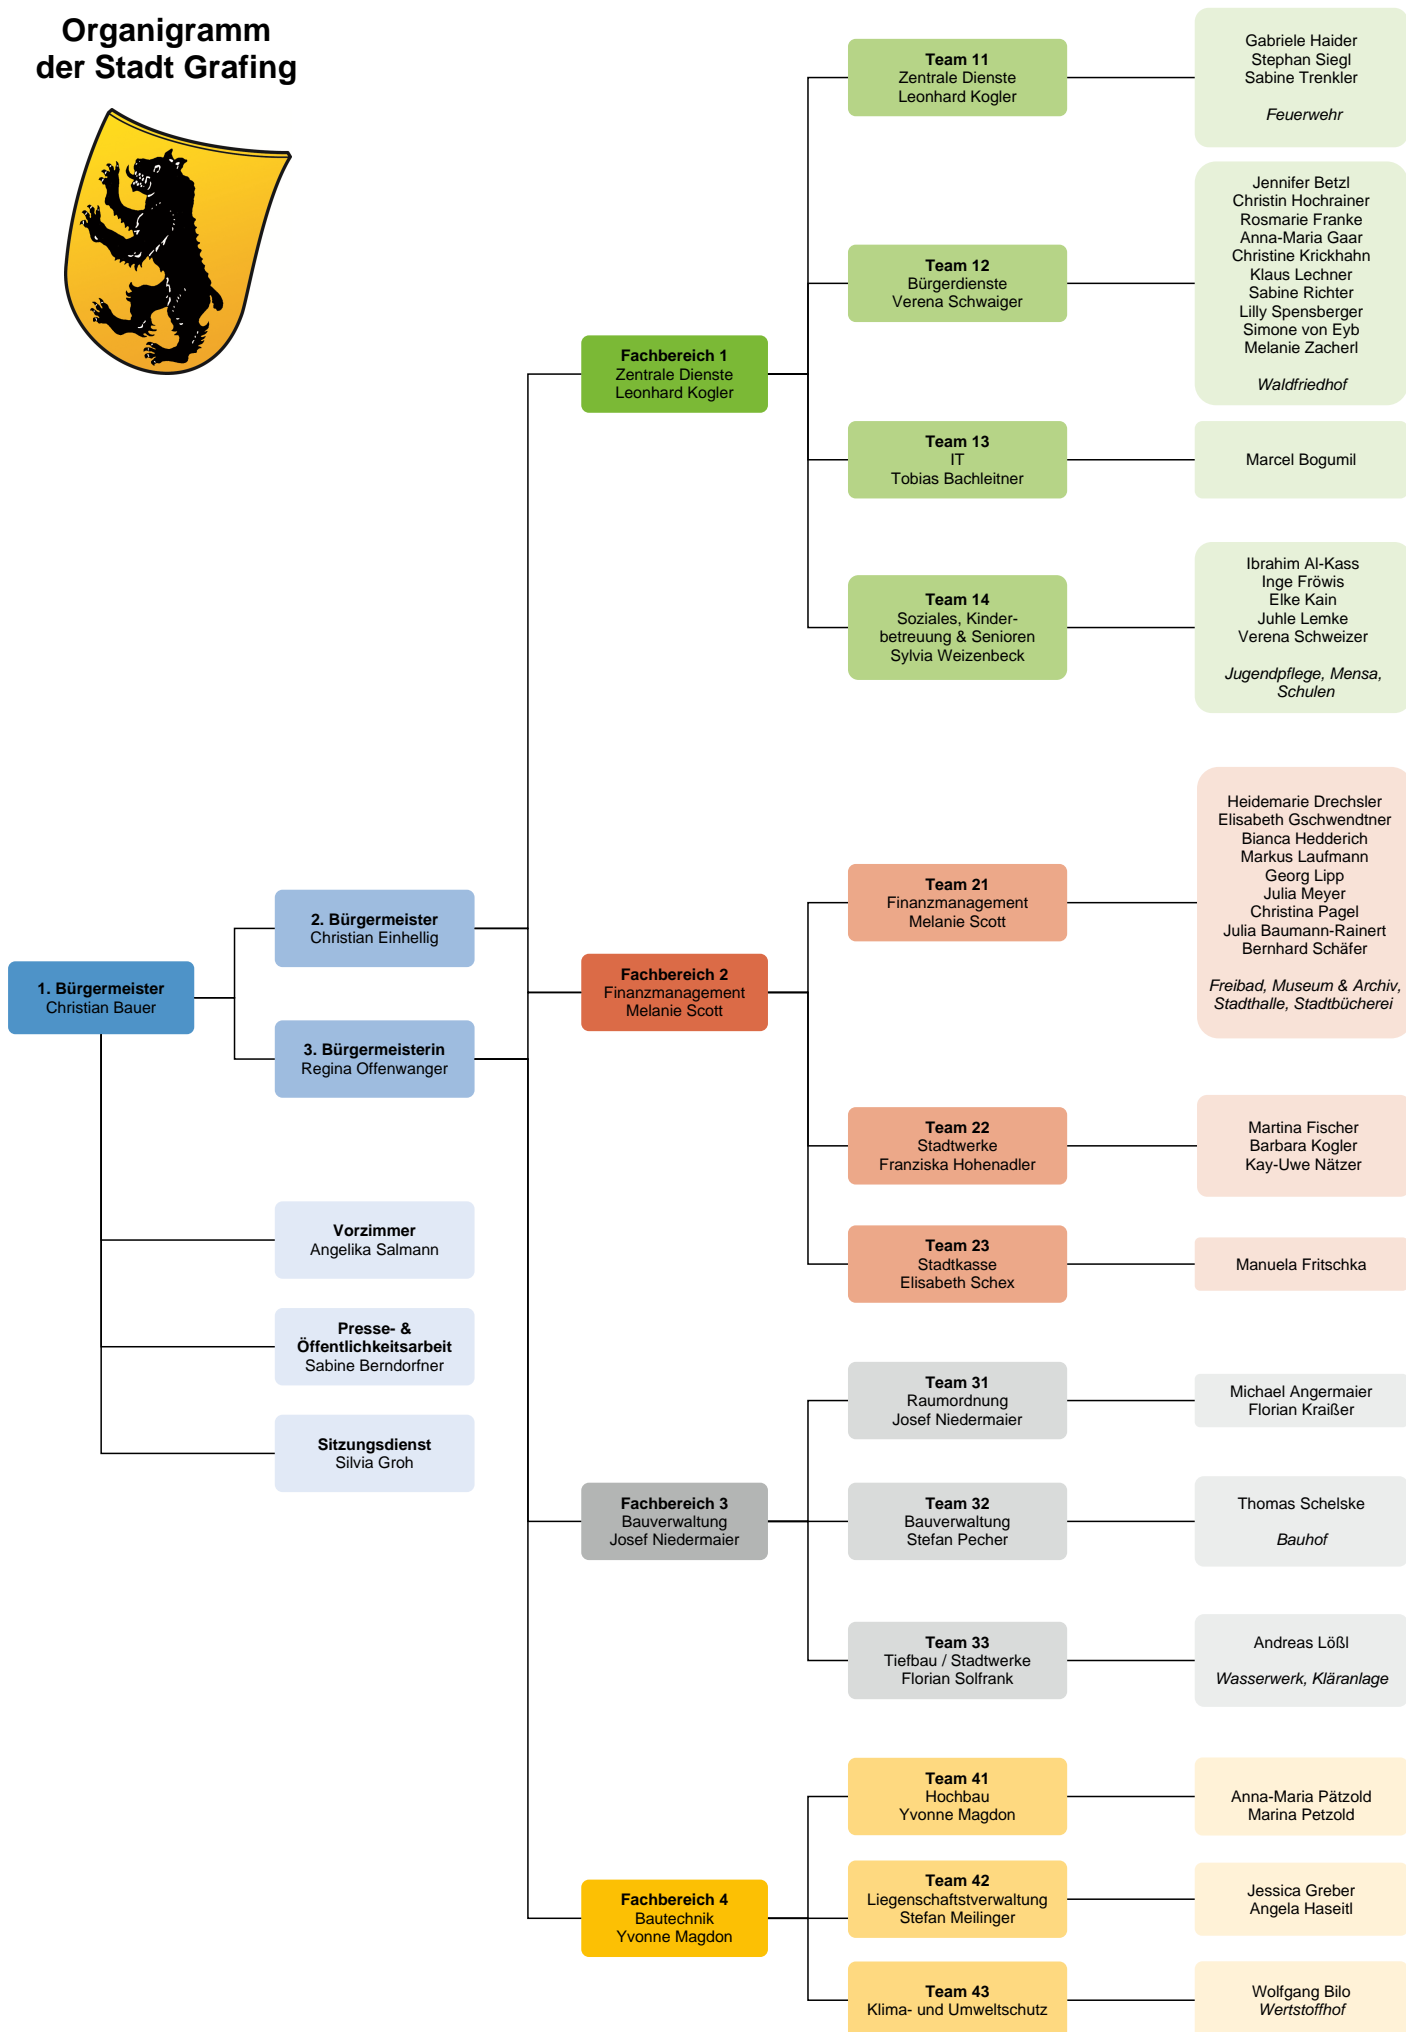 Organigramm
der Stadt Grafing
1. Bürgermeister
Christian Bauer
2. Bürgermeister
Christian Einhellig
3. Bürgermeisterin
Regina Offenwanger
Vorzimmer
Angelika Salmann
Presse- &
Öffentlichkeitsarbeit
Sabine Berndorfner
Sitzungsdienst
Silvia Groh
Fachbereich 1
Zentrale Dienste
Leonhard Kogler
Team 11
Zentrale Dienste
Leonhard Kogler
Gabriele Haider
Stephan Siegl
Sabine Trenkler
Feuerwehr
Team 12
Bürgerdienste
Verena Schwaiger
Jennifer Betzl
Christin Hochrainer
Rosmarie Franke
Anna-Maria Gaar
Christine Krickhahn
Klaus Lechner
Sabine Richter
Lilly Spensberger
Simone von Eyb
Melanie Zacherl
Waldfriedhof
Team 13
IT
Tobias Bachleitner
Marcel Bogumil
Team 14
Soziales, Kinder-
betreuung & Senioren
Sylvia Weizenbeck
Ibrahim Al-Kass
Inge Fröwis
Elke Kain
Juhle Lemke
Verena Schweizer
Jugendpflege, Mensa,
Schulen
Fachbereich 2
Finanzmanagement
Melanie Scott
Team 21
Finanzmanagement
Melanie Scott
Heidemarie Drechsler
Elisabeth Gschwendtner
Bianca Hedderich
Markus Laufmann
Georg Lipp
Julia Meyer
Christina Pagel
Julia Baumann-Rainert
Bernhard Schäfer
Freibad, Museum & Archiv,
Stadthalle, Stadtbücherei
Team 22
Stadtwerke
Franziska Hohenadler
Martina Fischer
Barbara Kogler
Kay-Uwe Nätzer
Team 23
Stadtkasse
Elisabeth Schex
Manuela Fritschka
Fachbereich 3
Bauverwaltung
Josef Niedermaier
Team 31
Raumordnung
Josef Niedermaier
Michael Angermaier
Florian Kraißer
Team 32
Bauverwaltung
Stefan Pecher
Thomas Schelske
Bauhof
Team 33
Tiefbau / Stadtwerke
Florian Solfrank
Andreas Lößl
Wasserwerk, Kläranlage
Fachbereich 4
Bautechnik
Yvonne Magdon
Team 41
Hochbau
Yvonne Magdon
Anna-Maria Pätzold
Marina Petzold
Team 42
Liegenschaftstverwaltung
Stefan Meilinger
Jessica Greber
Angela Haseitl
Team 43
Klima- und Umweltschutz
Wolfgang Bilo
Wertstoffhof